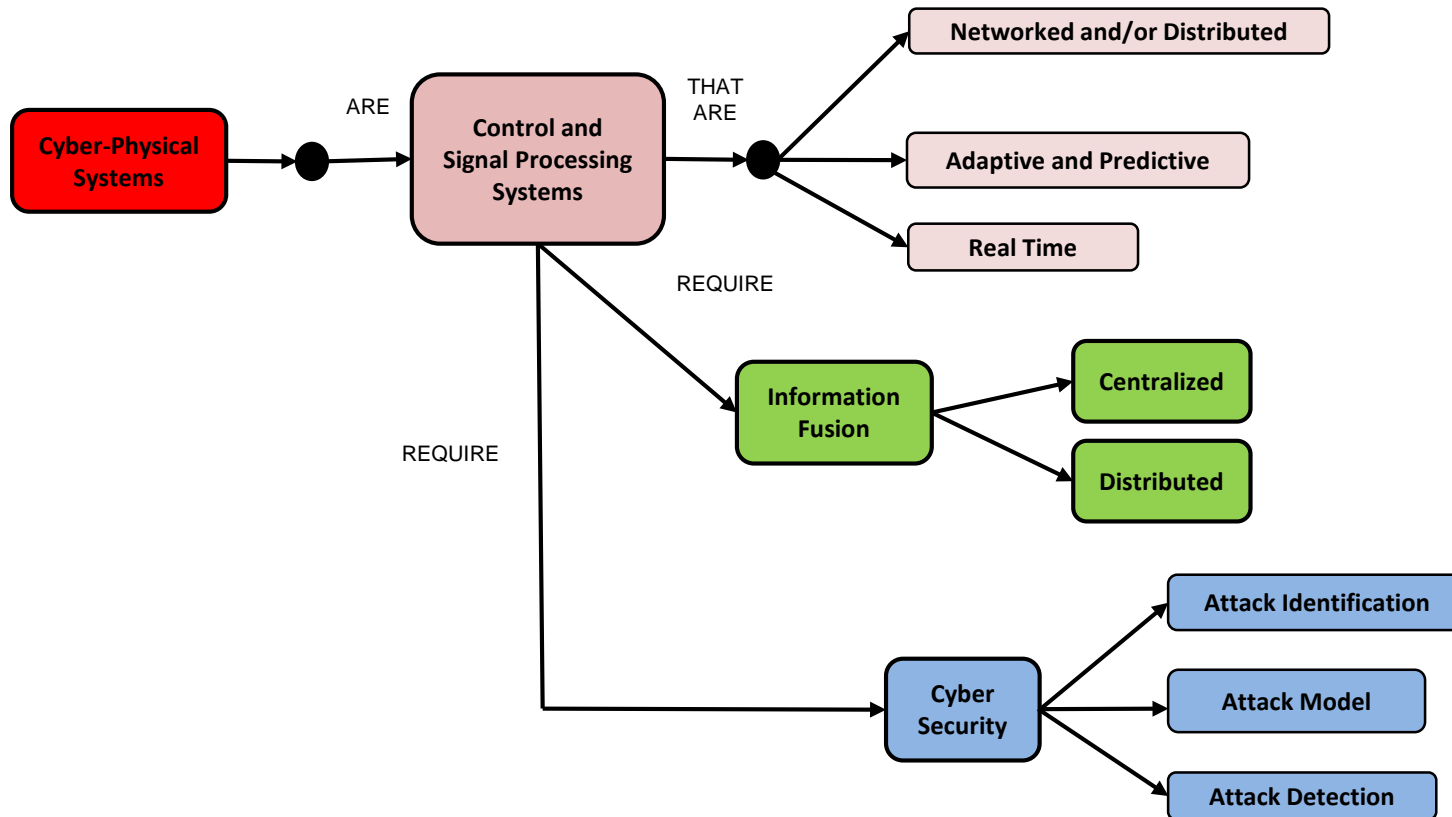 Networked and/or Distributed
THAT
ARE
ARE
Cyber-Physical
Systems
Control and
Signal Processing
Systems
Adaptive and Predictive
Real Time
REQUIRE
Information
Fusion
Centralized
Distributed
REQUIRE
Attack Identification
Cyber
Security
Attack Model
Attack Detection